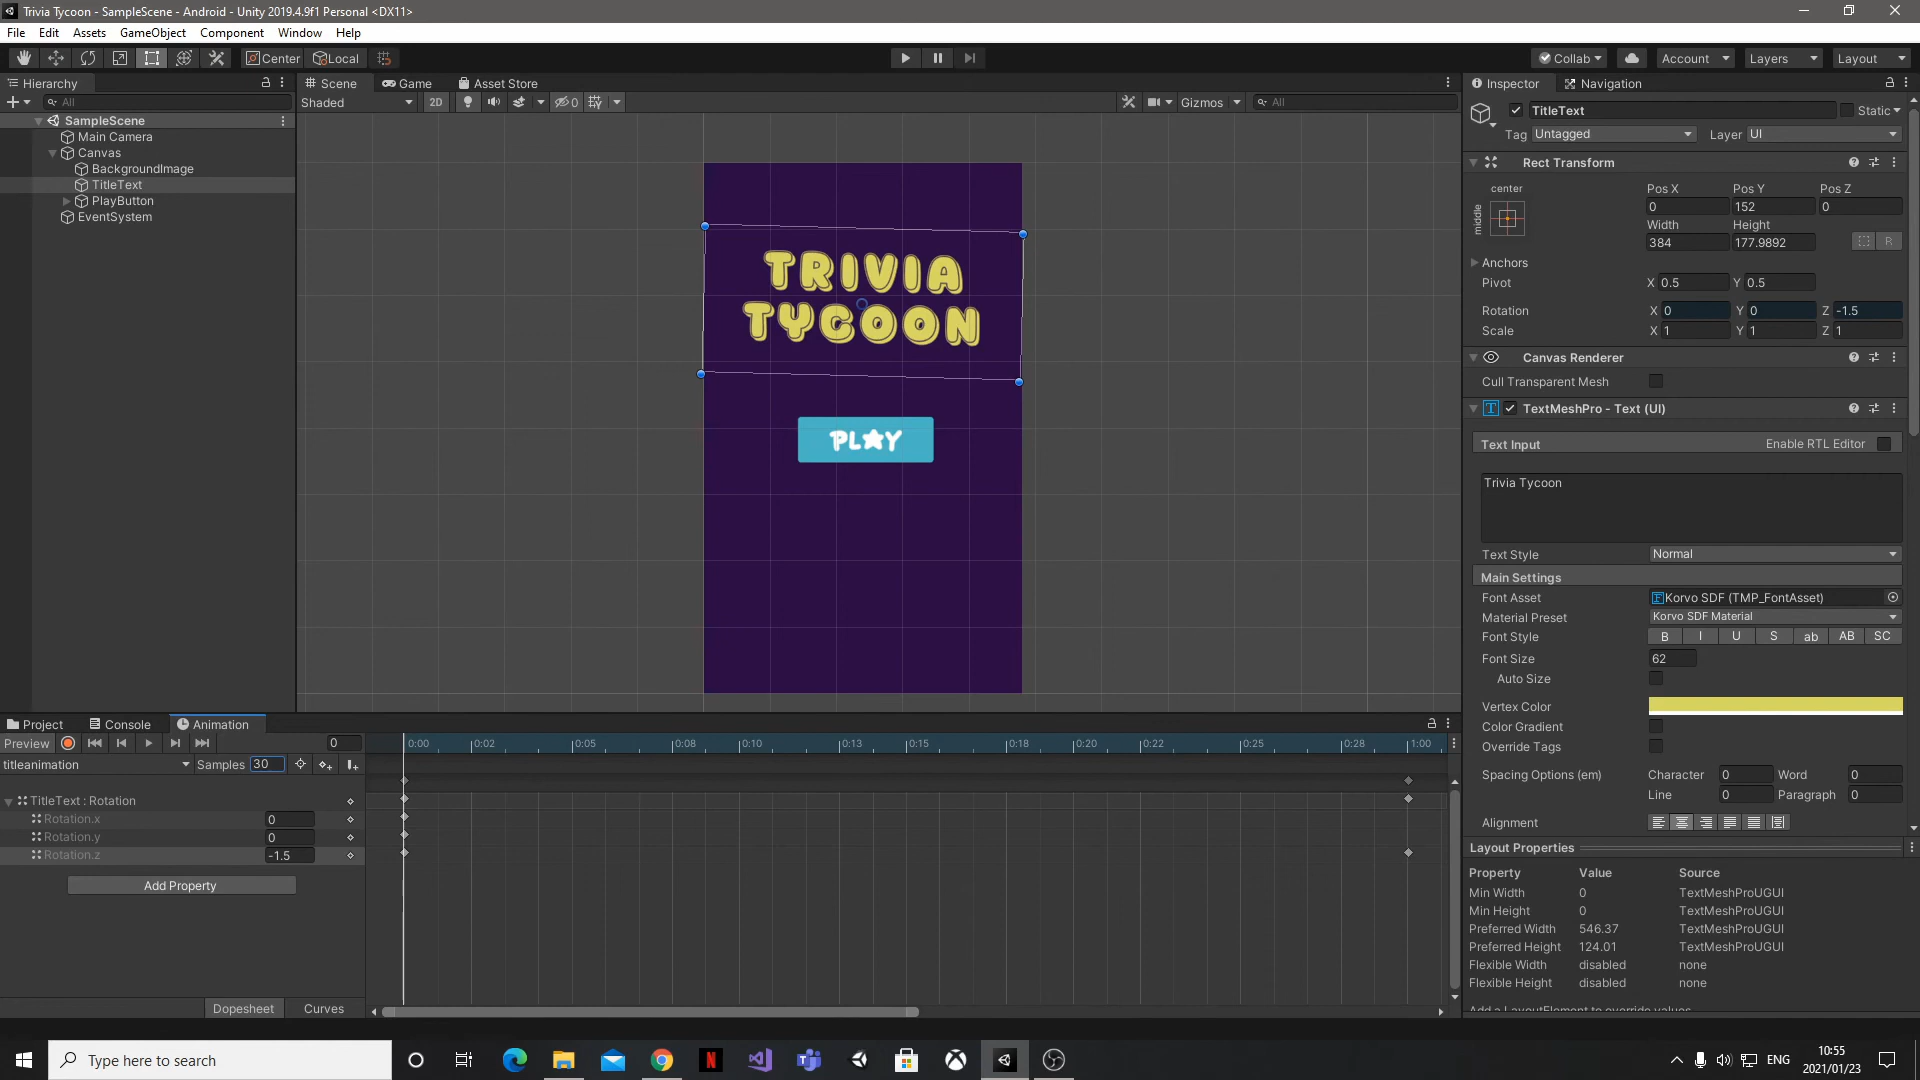 Trivia Tycoon - SampleScene - Android - Unity 2019.4.9f1 Personal <DX11>
File Edit Assets GameObject Component Window Help
Center Local
Collab Account Layers Layout
Hierarchy
All
SampleScene
Main Camera
Canvas
BackgroundImage
TitleText
PlayButton
EventSystem
Scene Game Asset Store
Shaded 2D 0 Gizmos All
TRIVIA
TYCOON
PLAY
Inspector Navigation
TitleText Static
Tag Untagged Layer UI
Rect Transform
center
middle
Pos X Pos Y Pos Z
0 152 0
Width Height
384 177.9892 R
Anchors
Pivot X 0.5 Y 0.5
Rotation X 0 Y 0 Z -1.5
Scale X 1 Y 1 Z 1
Canvas Renderer
Cull Transparent Mesh
TextMeshPro - Text (UI)
Text Input Enable RTL Editor
Trivia Tycoon
Text Style Normal
Main Settings
Font Asset Korvo SDF (TMP_FontAsset)
Material Preset Korvo SDF Material
Font Style B I U S ab AB SC
Font Size 62
Auto Size
Vertex Color
Color Gradient
Override Tags
Spacing Options (em) Character 0 Word 0
Line 0 Paragraph 0
Alignment
Layout Properties
Property Value Source
Min Width 0 TextMeshProUGUI
Min Height 0 TextMeshProUGUI
Preferred Width 546.37 TextMeshProUGUI
Preferred Height 124.01 TextMeshProUGUI
Flexible Width disabled none
Flexible Height disabled none
Add a LayoutElement to override values
Project Console Animation
Preview 0
titleanimation Samples 30
0:00 0:02 0:05 0:08 0:10 0:13 0:15 0:18 0:20 0:22 0:25 0:28 1:00
TitleText : Rotation
Rotation.x 0
Rotation.y 0
Rotation.z -1.5
Add Property
Dopesheet Curves
Type here to search
ENG
10:55
2021/01/23